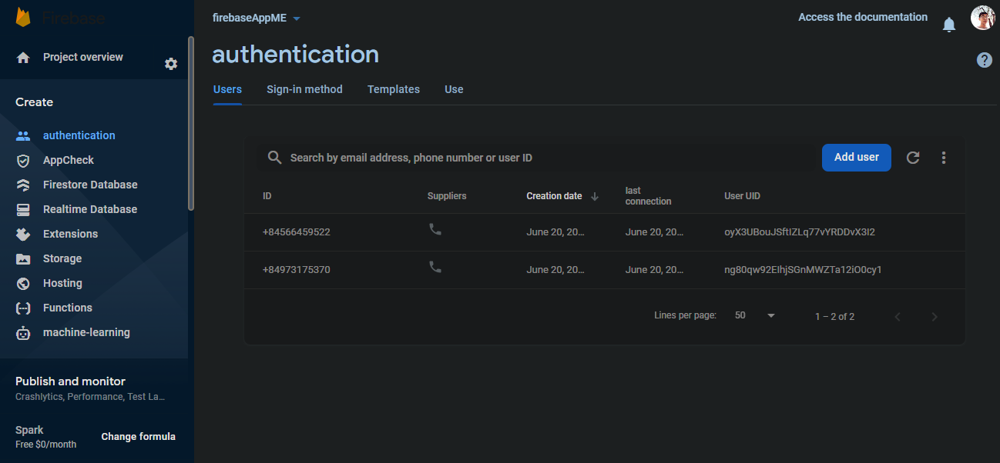 Firebase
firebaseAppME
Access the documentation
Project overview
authentication
Users
Sign-in method
Templates
Use
Create
authentication
AppCheck
Firestore Database
Realtime Database
Extensions
Storage
Hosting
Functions
machine-learning
Publish and monitor
Crashlytics, Performance, Test La...
Spark
Free $0/month
Change formula
Search by email address, phone number or user ID
Add user
ID
Suppliers
Creation date
last
connection
User UID
+84566459522
June 20, 20...
June 20, 20...
oyX3UBouJSftIZLq77vYRDDvX3I2
+84973175370
June 20, 20...
June 20, 20...
ng80qw92EIhjSGnMWZTa12iO0cy1
Lines per page:
50
1 – 2 of 2